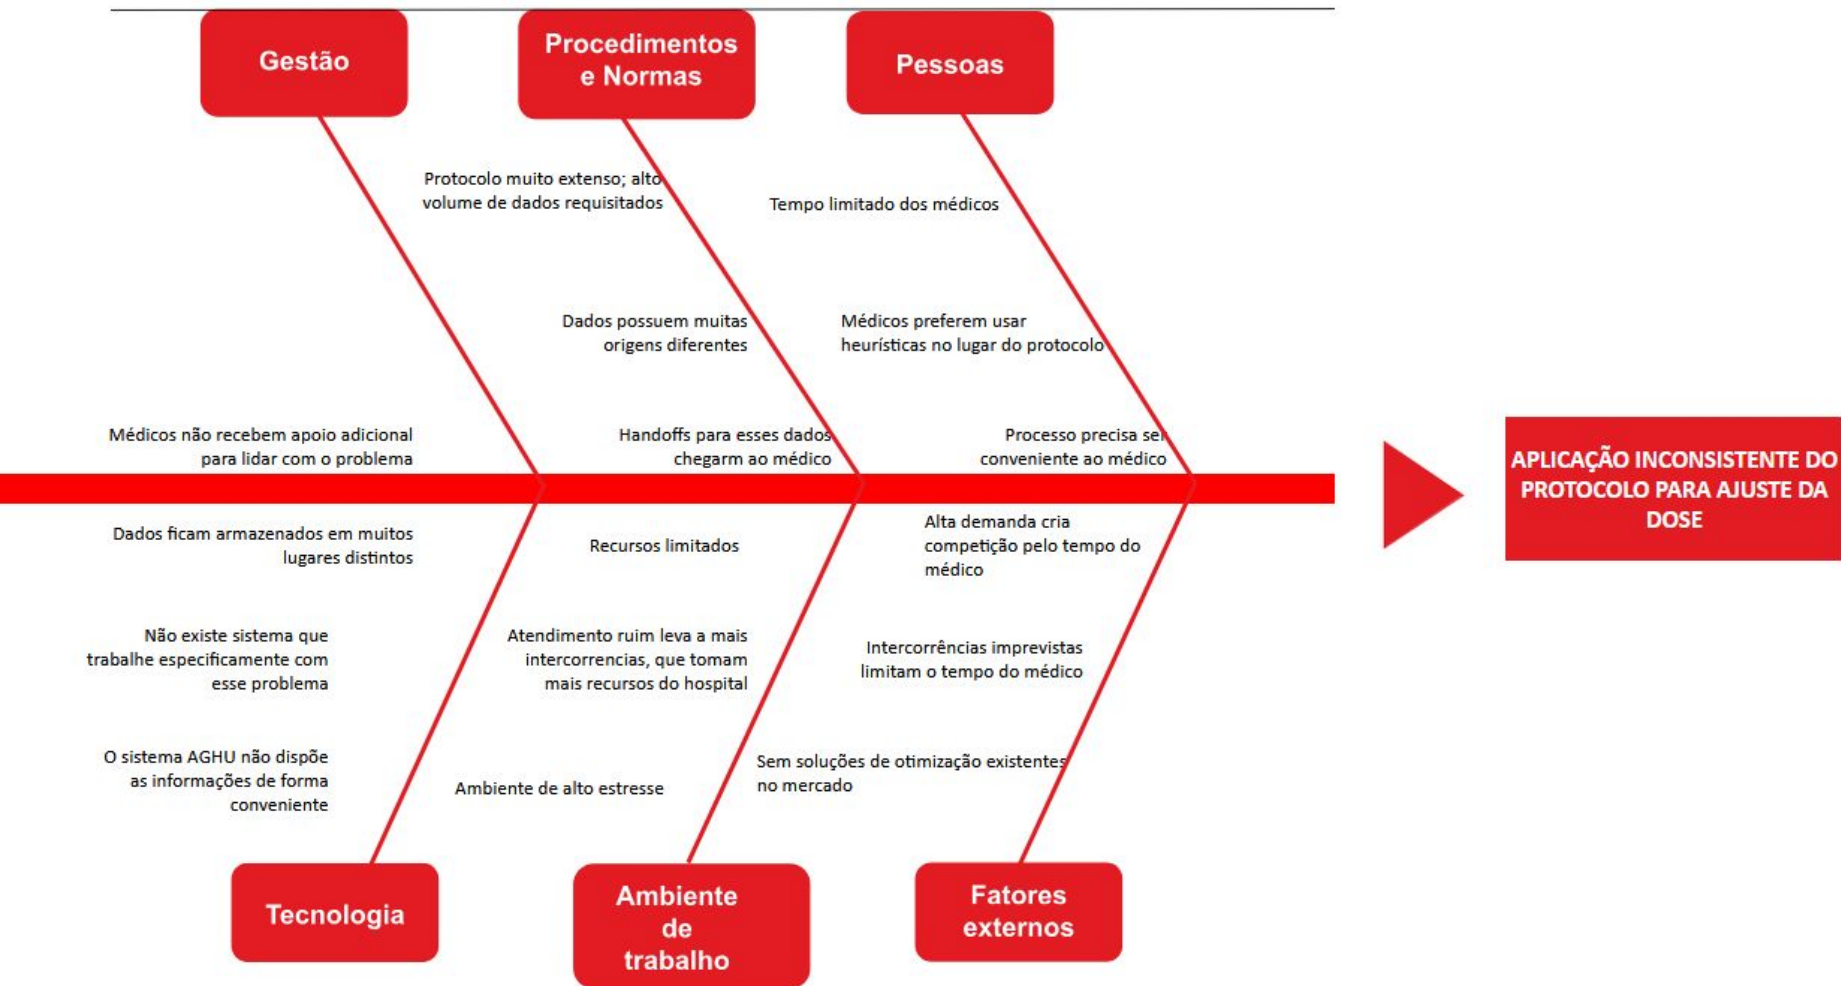 Gestão
Procedimentos
e Normas
Pessoas
Protocolo muito extenso; alto
volume de dados requisitados
Tempo limitado dos médicos
Dados possuem muitas
origens diferentes
Médicos preferem usar
heurísticas no lugar do protocolo
Médicos não recebem apoio adicional
para lidar com o problema
Handoffs para esses dados
chegarm ao médico
Processo precisa ser
conveniente ao médico
APLICAÇÃO INCONSISTENTE DO
PROTOCOLO PARA AJUSTE DA
DOSE
Dados ficam armazenados em muitos
lugares distintos
Recursos limitados
Alta demanda cria
competição pelo tempo do
médico
Não existe sistema que
trabalhe especificamente com
esse problema
Atendimento ruim leva a mais
intercorrencias, que tomam
mais recursos do hospital
Intercorrências imprevistas
limitam o tempo do médico
O sistema AGHU não dispõe
as informações de forma
conveniente
Ambiente de alto estresse
Sem soluções de otimização existentes
no mercado
Tecnologia
Ambiente
de
trabalho
Fatores
externos